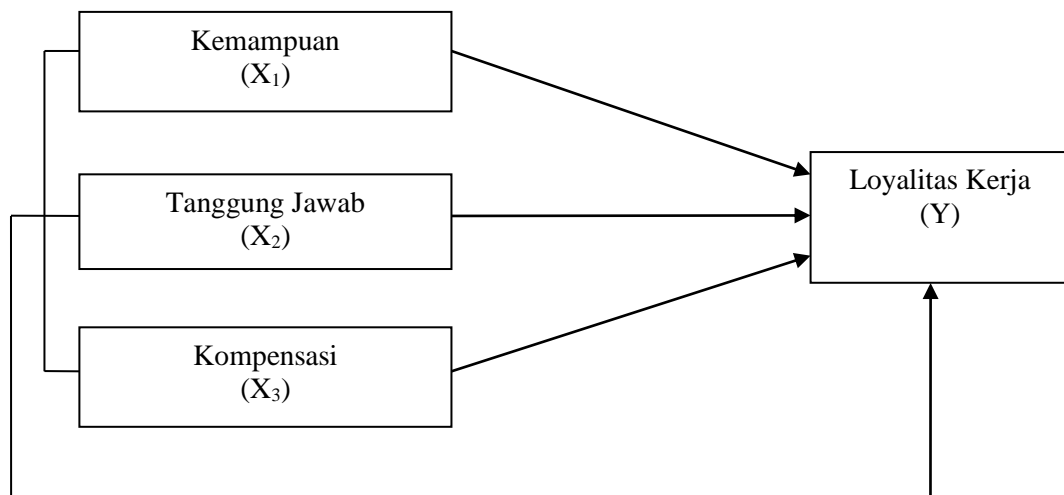 Kemampuan
(X₁)
Tanggung Jawab
(X₂)
Kompensasi
(X₃)
Loyalitas Kerja
(Y)